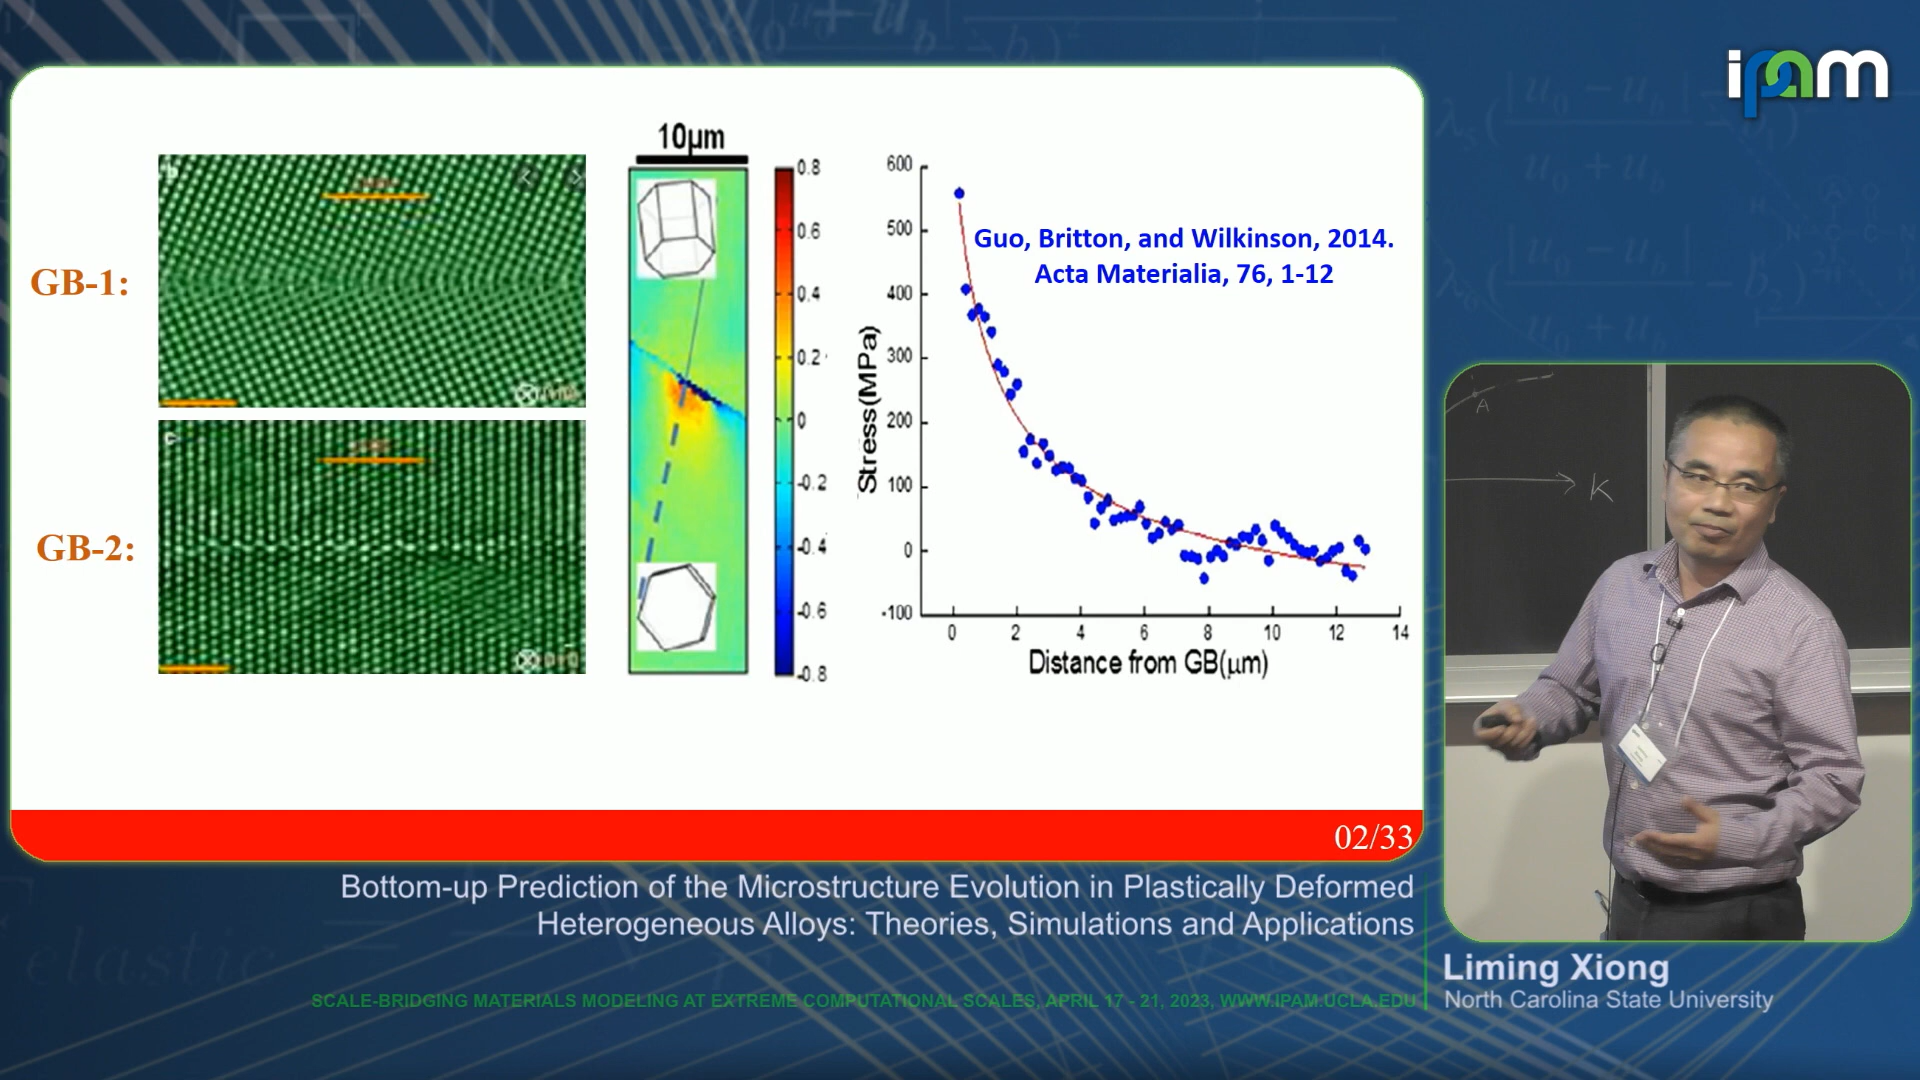 ipam
10µm
GB-1:
GB-2:
c
0.8
0.6
0.4
0.2
0
-0.2
-0.4
-0.6
-0.8
600
500
400
300
200
100
0
-100
Stress(MPa)
Guo, Britton, and Wilkinson, 2014.
Acta Materialia, 76, 1-12
0 2 4 6 8 10 12 14
Distance from GB(µm)
02/33
A
K
Bottom-up Prediction of the Microstructure Evolution in Plastically Deformed
Heterogeneous Alloys: Theories, Simulations and Applications
Liming Xiong
North Carolina State University
SCALE-BRIDGING MATERIALS MODELING AT EXTREME COMPUTATIONAL SCALES, APRIL 17 - 21, 2023, WWW.IPAM.UCLA.EDU
elastic